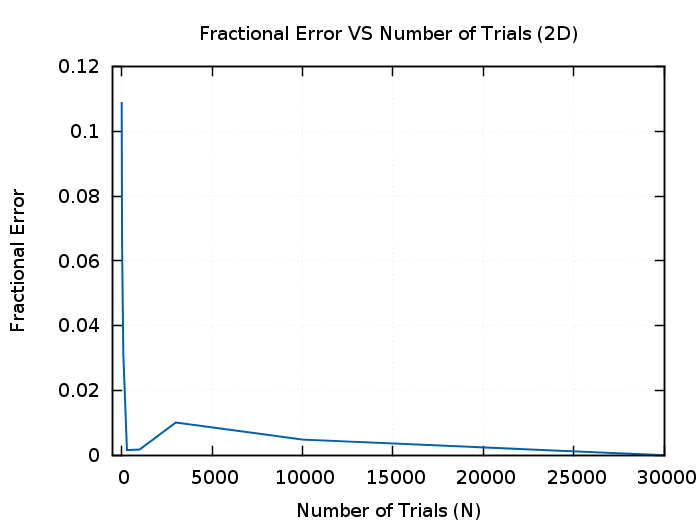 Fractional Error VS Number of Trials (2D)
0.12
0.1
0.08
0.06
0.04
0.02
0
Fractional Error
0 5000 10000 15000 20000 25000 30000
Number of Trials (N)